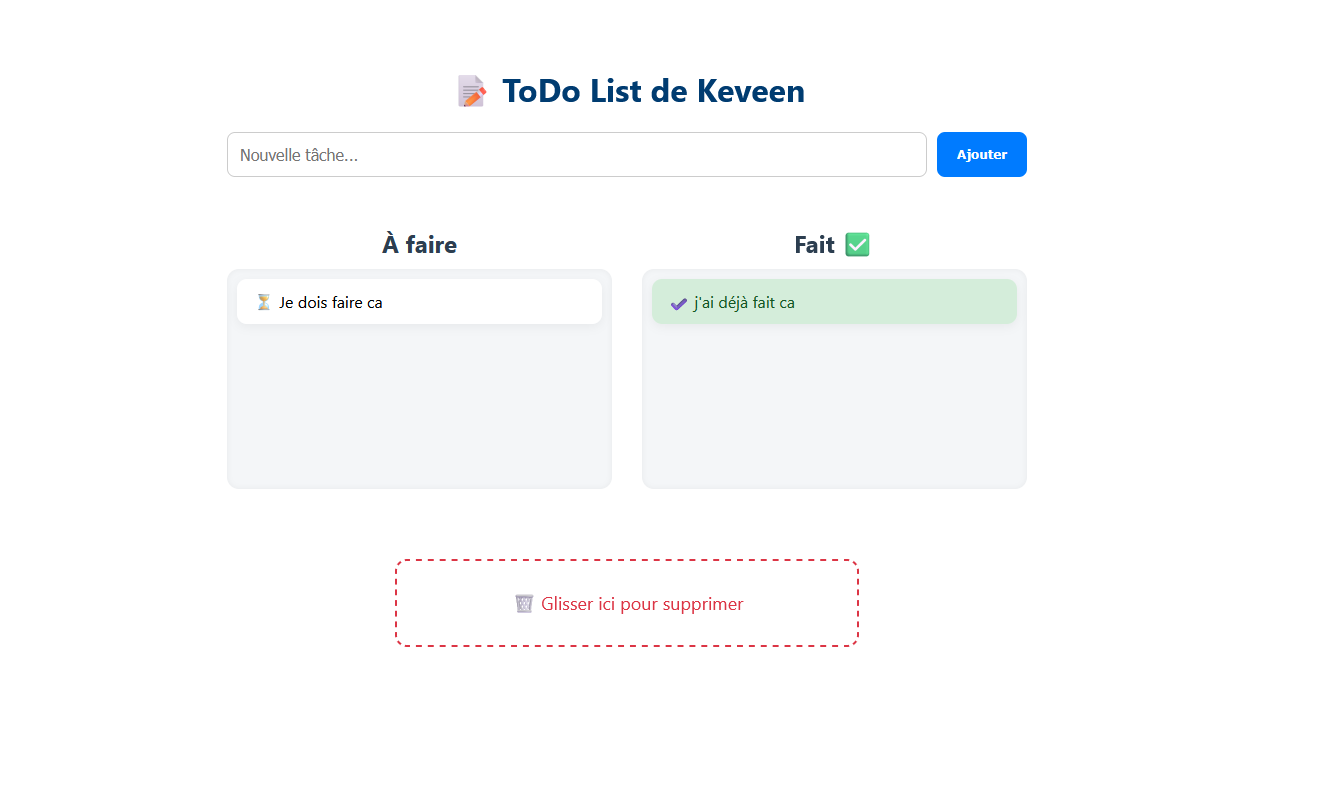 📝 ToDo List de Keveen
Nouvelle tâche...
Ajouter
À faire
Fait ✅
⏳ Je dois faire ca
✔ j'ai déjà fait ca
🗑 Glisser ici pour supprimer